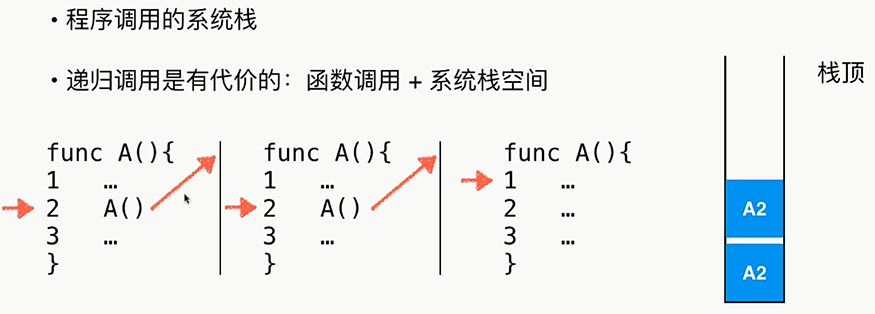 • 程序调用的系统栈
• 递归调用是有代价的：函数调用 + 系统栈空间
栈顶
func A(){
1 …
2 A()
3 …
}
func A(){
1 …
2 A()
3 …
}
func A(){
1 …
2 …
3 …
}
A2
A2